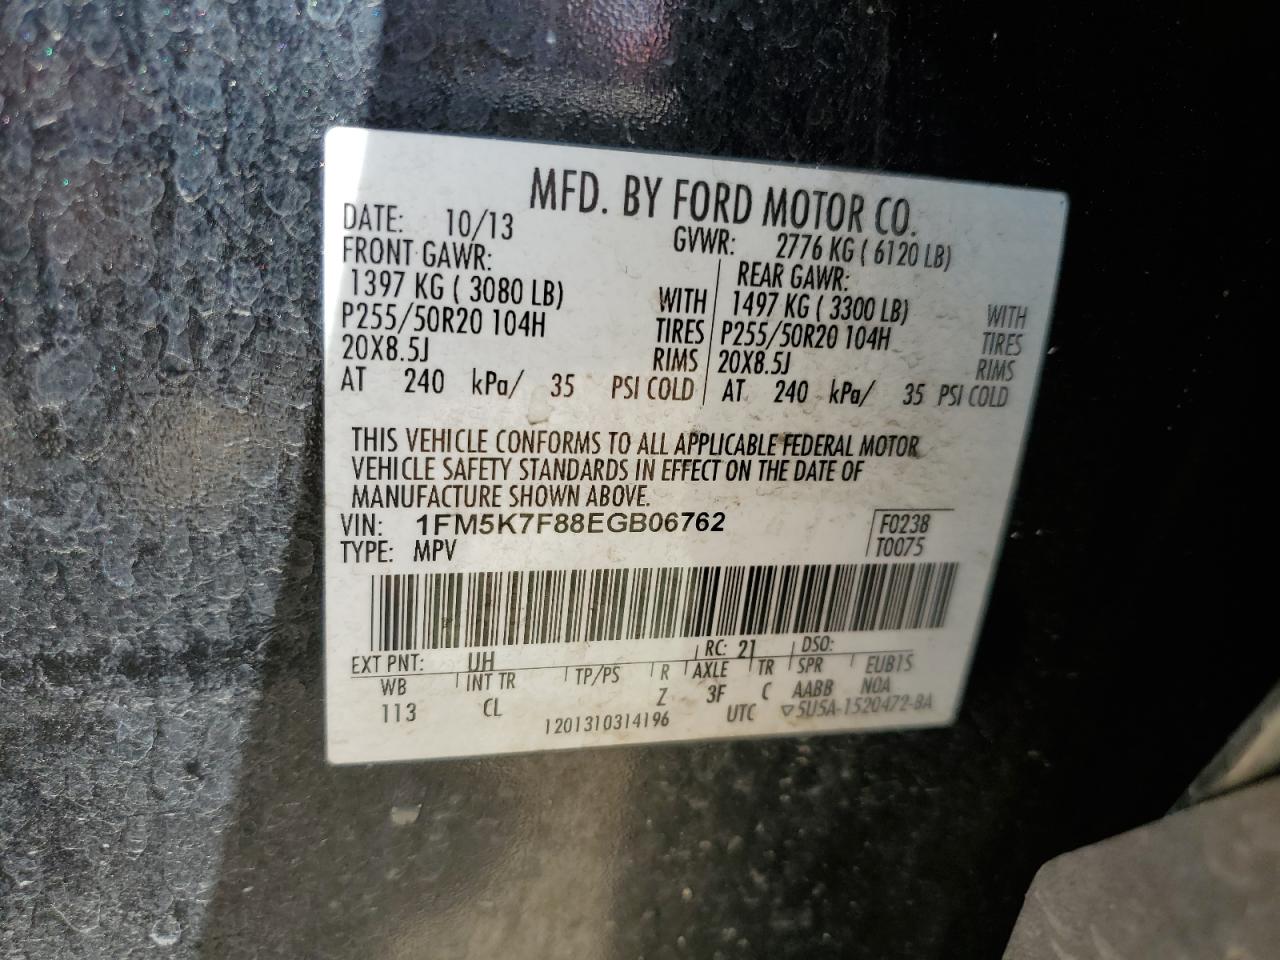 MFD. BY FORD MOTOR CO.
DATE: 10/13 GVWR: 2776 KG ( 6120 LB)
FRONT GAWR: REAR GAWR:
1397 KG ( 3080 LB) WITH 1497 KG ( 3300 LB) WITH
P255/50R20 104H TIRES P255/50R20 104H TIRES
20X8.5J RIMS 20X8.5J RIMS
AT 240 kPa/ 35 PSI COLD AT 240 kPa/ 35 PSI COLD
THIS VEHICLE CONFORMS TO ALL APPLICABLE FEDERAL MOTOR
VEHICLE SAFETY STANDARDS IN EFFECT ON THE DATE OF
MANUFACTURE SHOWN ABOVE.
VIN: 1FM5K7F88EGB06762 F0238
TYPE: MPV T0075
EXT PNT: UH RC: 21 DSO:
WB INT TR TP/PS R AXLE TR SPR EUB1S
113 CL Z 3F C AABB N0A
1201310314196 UTC ▽5U5A-1520472-BA